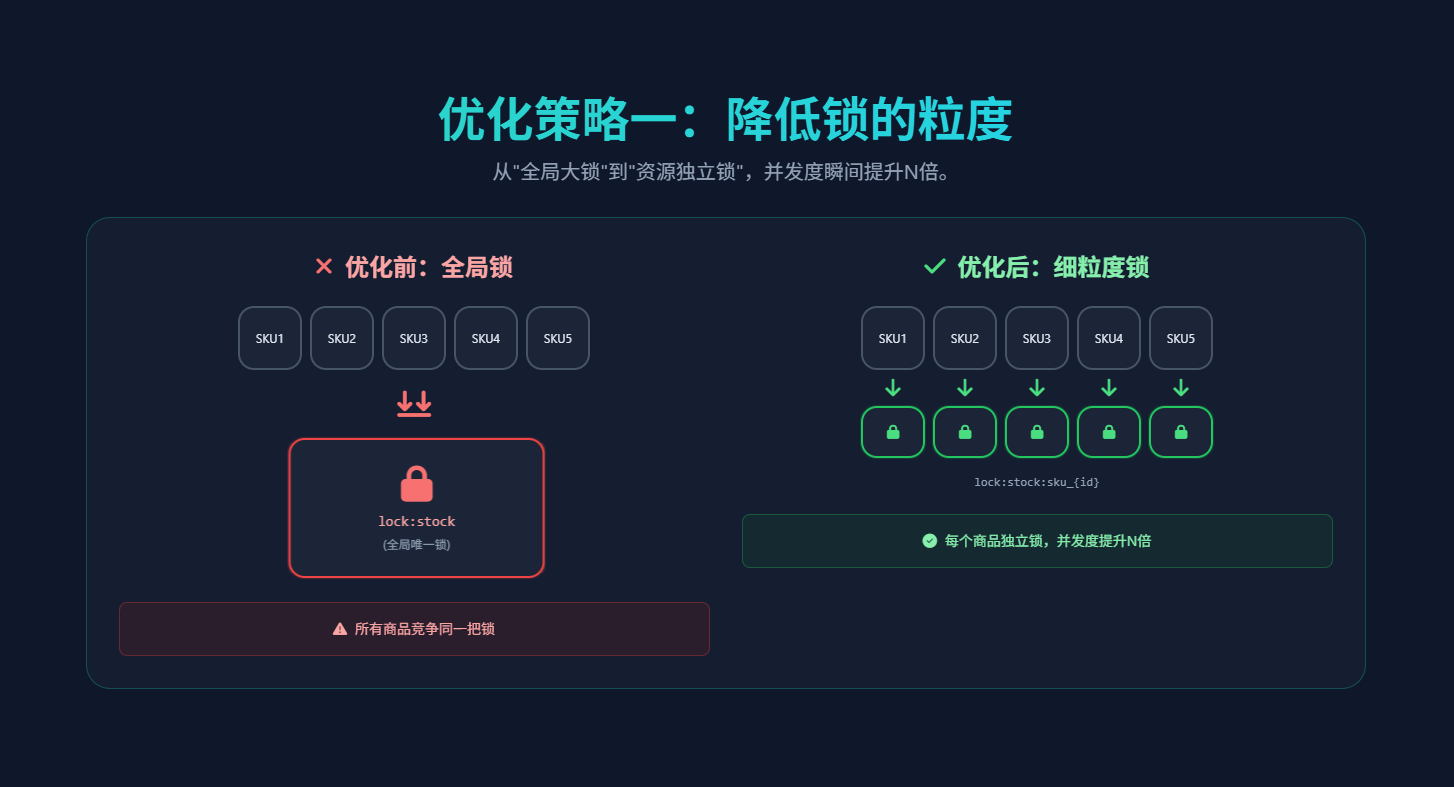 优化策略一：降低锁的粒度
从"全局大锁"到"资源独立锁"，并发度瞬间提升N倍。
优化前：全局锁
SKU1 SKU2 SKU3 SKU4 SKU5
lock:stock
(全局唯一锁)
所有商品竞争同一把锁
优化后：细粒度锁
SKU1 SKU2 SKU3 SKU4 SKU5
lock:stock:sku_{id}
每个商品独立锁，并发度提升N倍